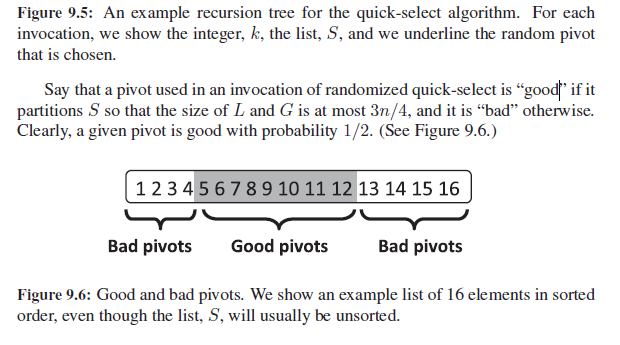 Figure 9.5: An example recursion tree for the quick-select algorithm. For each
invocation, we show the integer, k, the list, S, and we underline the random pivot
that is chosen.
Say that a pivot used in an invocation of randomized quick-select is “good” if it
partitions S so that the size of L and G is at most 3n/4, and it is “bad” otherwise.
Clearly, a given pivot is good with probability 1/2. (See Figure 9.6.)
1 2 3 4 5 6 7 8 9 10 11 12 13 14 15 16
Bad pivots Good pivots Bad pivots
Figure 9.6: Good and bad pivots. We show an example list of 16 elements in sorted
order, even though the list, S, will usually be unsorted.